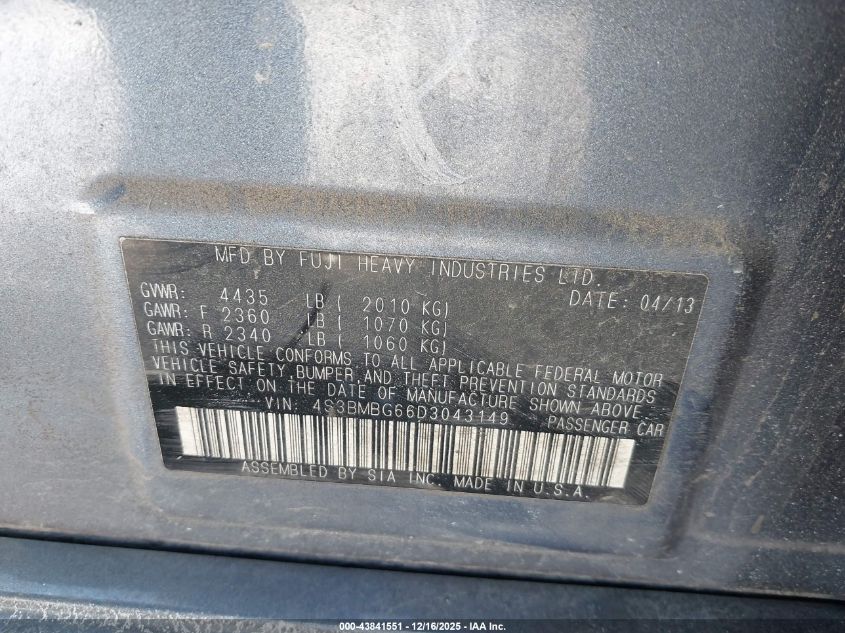 MFD BY FUJI HEAVY INDUSTRIES LTD.
GVWR: 4435 LB ( 2010 KG) DATE: 04/13
GAWR: F 2360 LB ( 1070 KG)
GAWR: R 2340 LB ( 1060 KG)
THIS VEHICLE CONFORMS TO ALL APPLICABLE FEDERAL MOTOR
VEHICLE SAFETY, BUMPER, AND THEFT PREVENTION STANDARDS
IN EFFECT ON THE DATE OF MANUFACTURE SHOWN ABOVE.
VIN: 4S3BMBG66D3043149 PASSENGER CAR
ASSEMBLED BY SIA INC. MADE IN U.S.A.
000-43841551 - 12/16/2025 - IAA Inc.